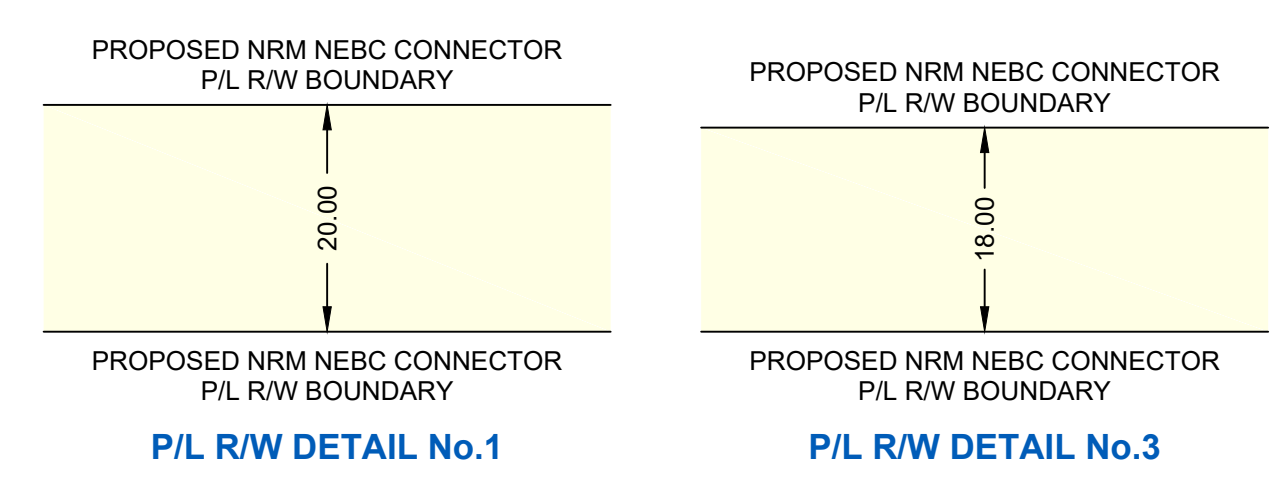 PROPOSED NRM NEBC CONNECTOR
P/L R/W BOUNDARY
20.00
PROPOSED NRM NEBC CONNECTOR
P/L R/W BOUNDARY
P/L R/W DETAIL No.1
PROPOSED NRM NEBC CONNECTOR
P/L R/W BOUNDARY
18.00
PROPOSED NRM NEBC CONNECTOR
P/L R/W BOUNDARY
P/L R/W DETAIL No.3